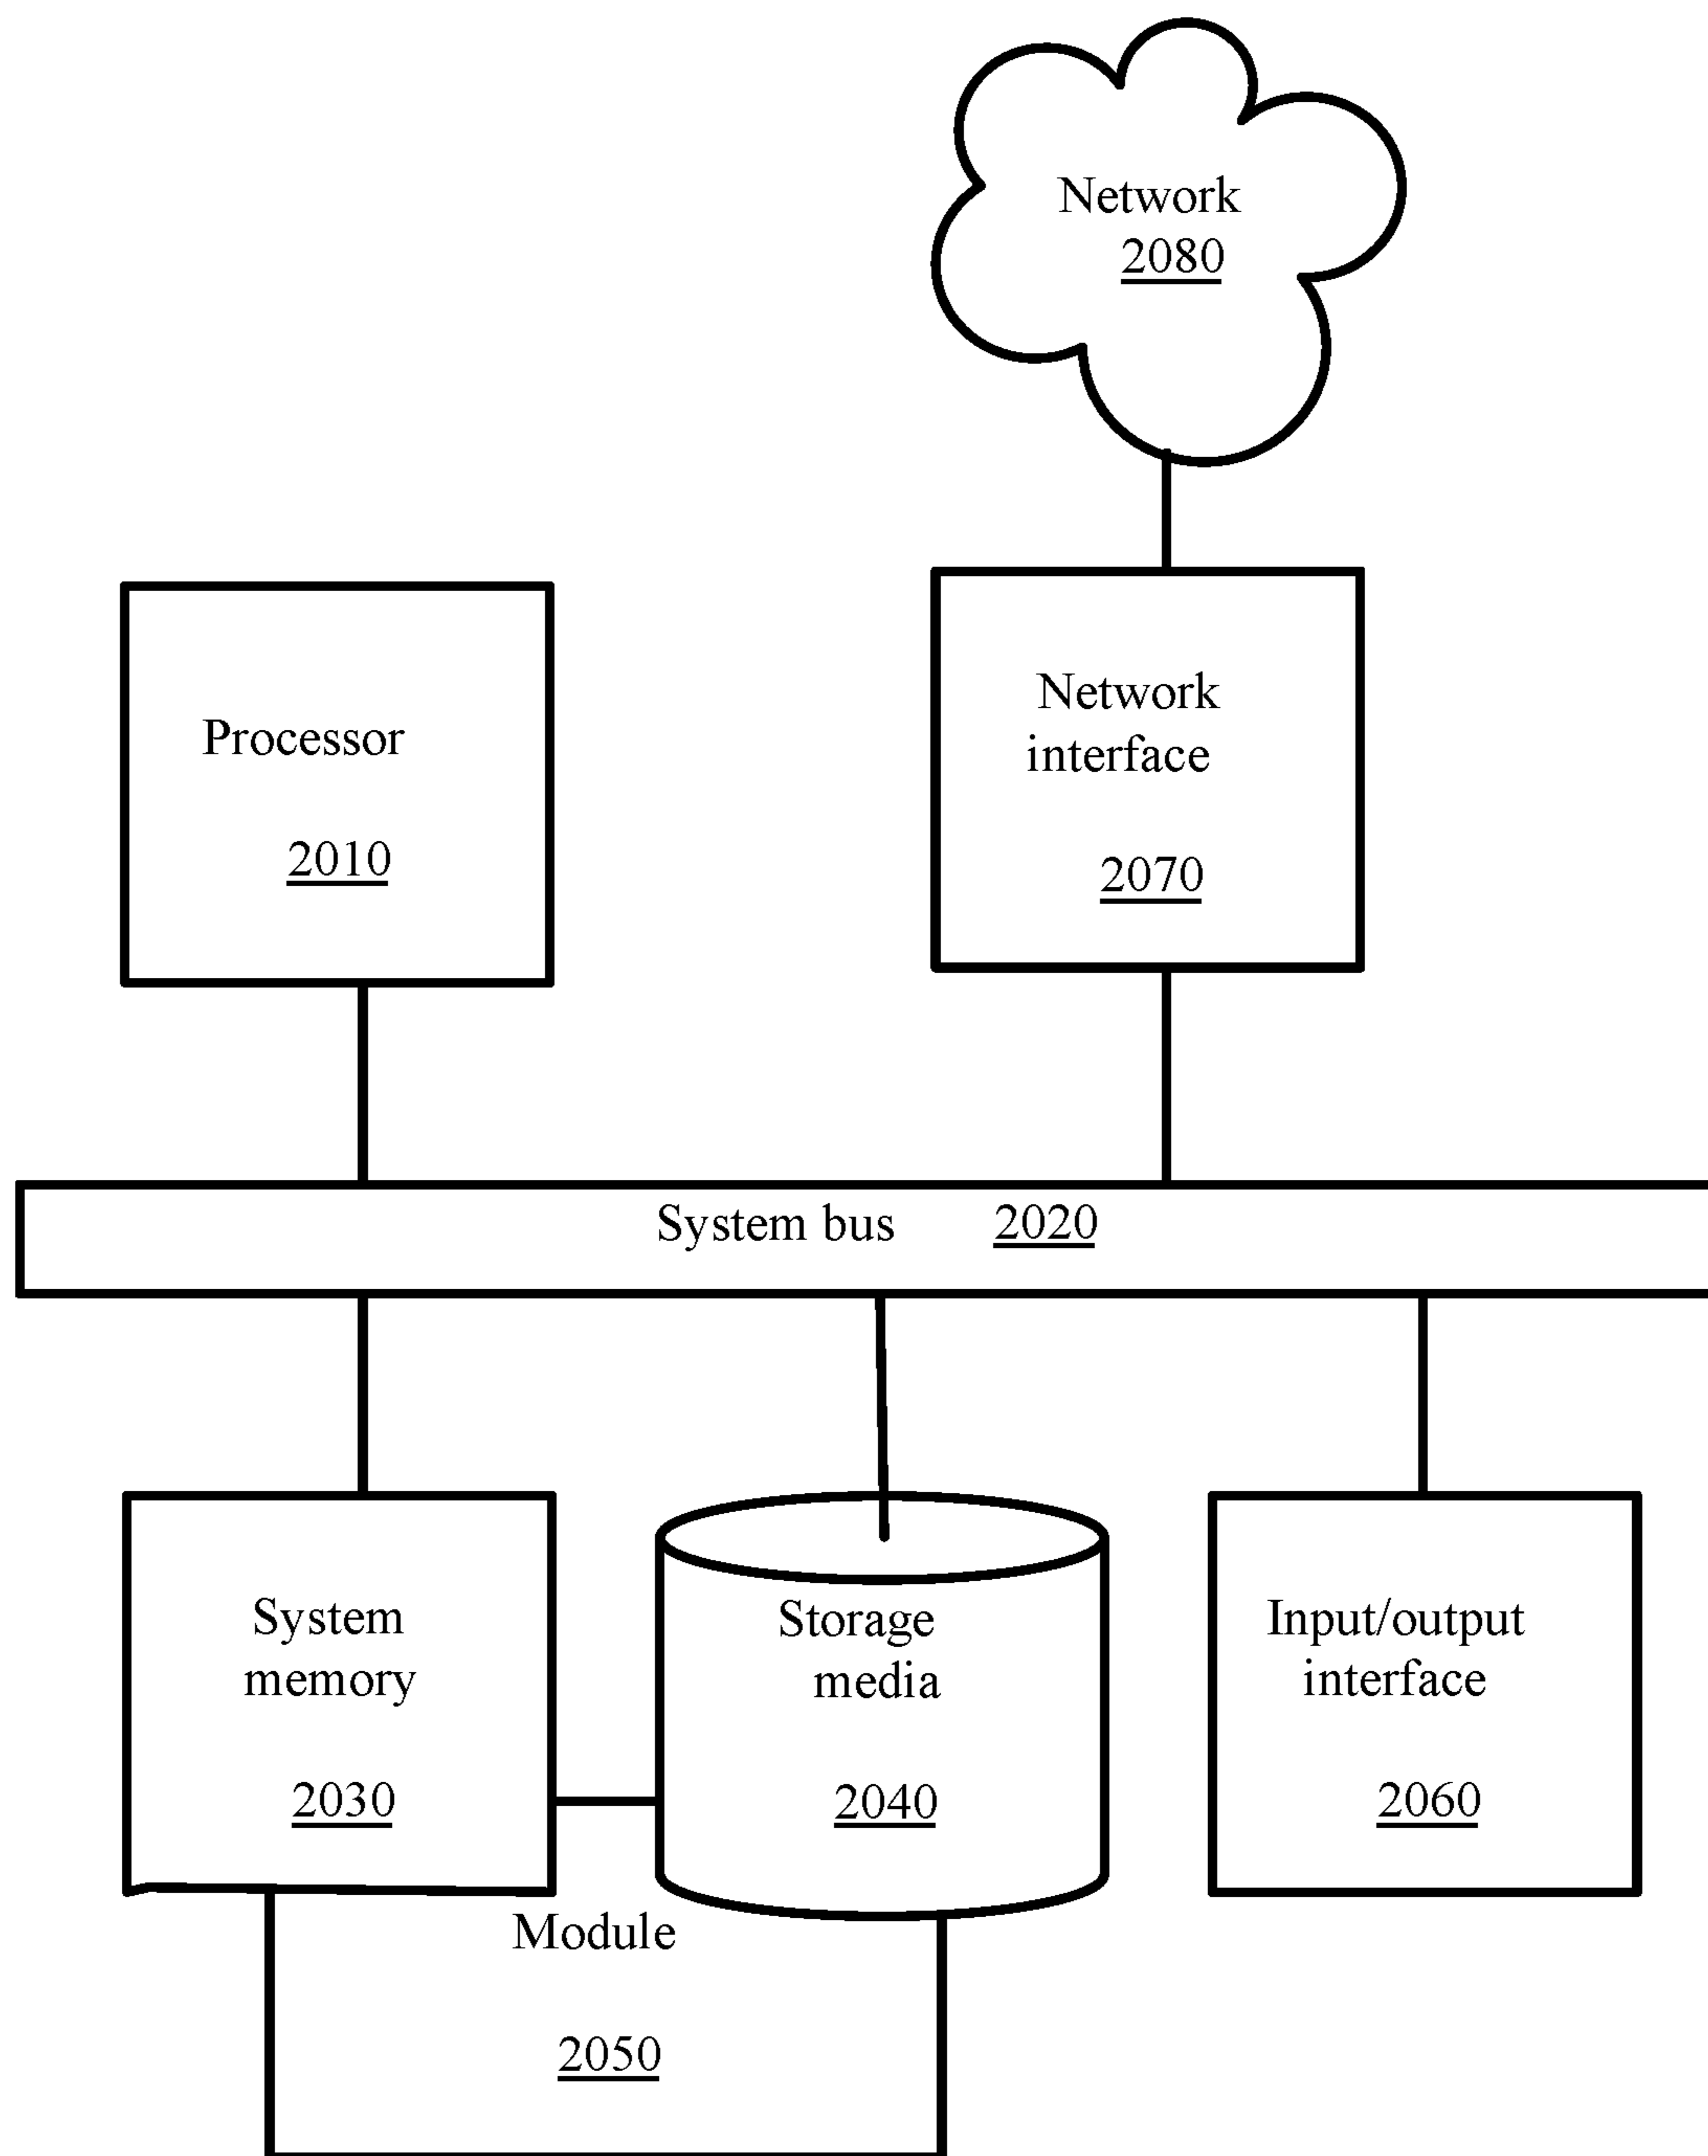 Network
2080
Processor
2010
Network
interface
2070
System bus 2020
System
memory
2030
Storage
media
2040
Input/output
interface
2060
Module
2050